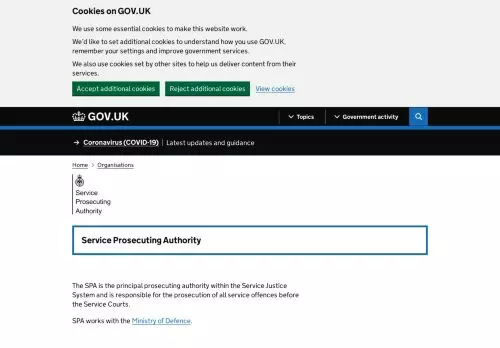 Cookies on GOV.UK
We use some essential cookies to make this website work.
We'd like to set additional cookies to understand how you use GOV.UK,
remember your settings and improve government services.
We also use cookies set by other sites to help us deliver content from their
services.
Accept additional cookies Reject additional cookies View cookies
GOV.UK Topics Government activity
→ Coronavirus (COVID-19) | Latest updates and guidance
Home > Organisations
Service
Prosecuting
Authority
Service Prosecuting Authority
The SPA is the principal prosecuting authority within the Service Justice
System and is responsible for the prosecution of all service offences before
the Service Courts.
SPA works with the Ministry of Defence.